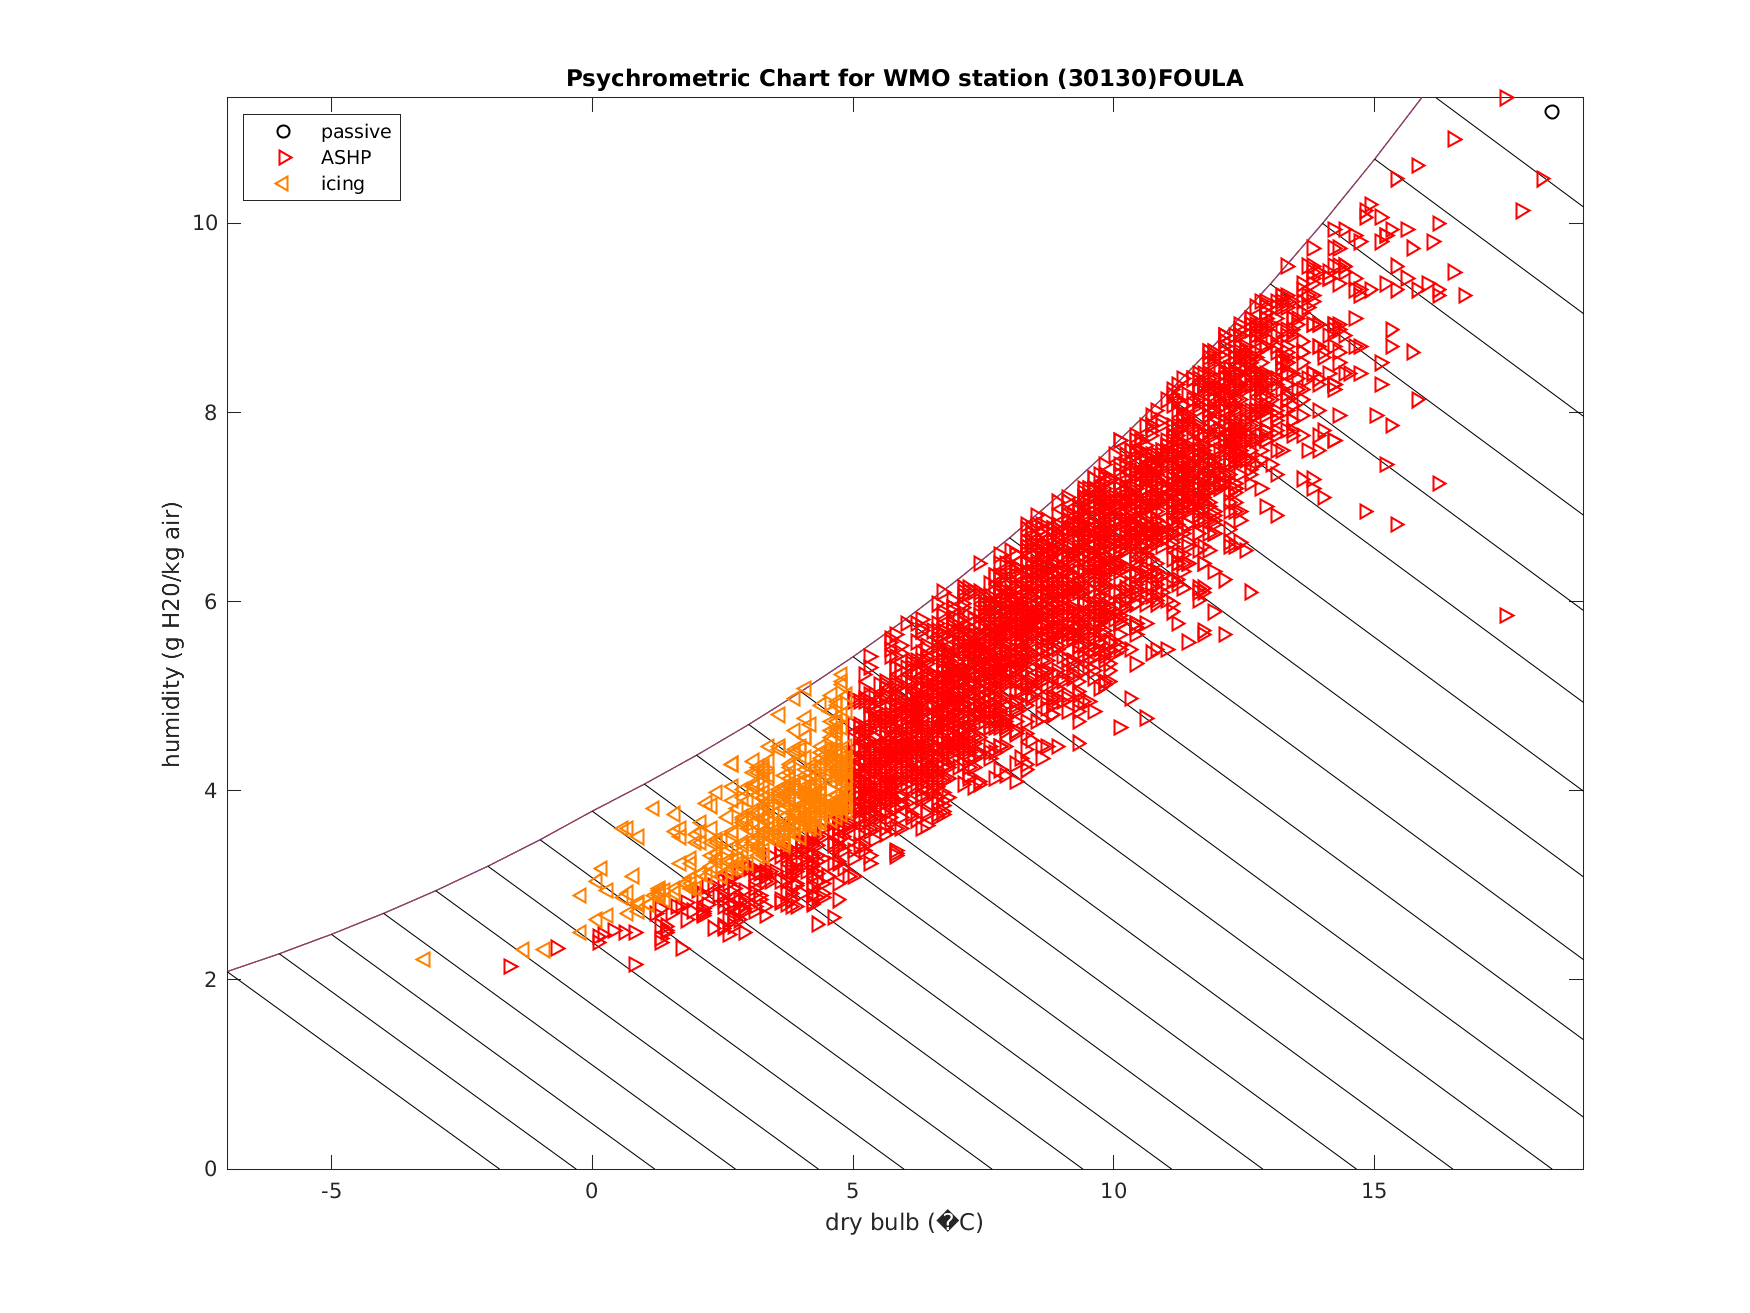 Psychrometric Chart for WMO station (30130)FOULA
passive
ASHP
icing
10
8
6
4
2
0
humidity (g H20/kg air)
-5
0
5
10
15
dry bulb (�C)